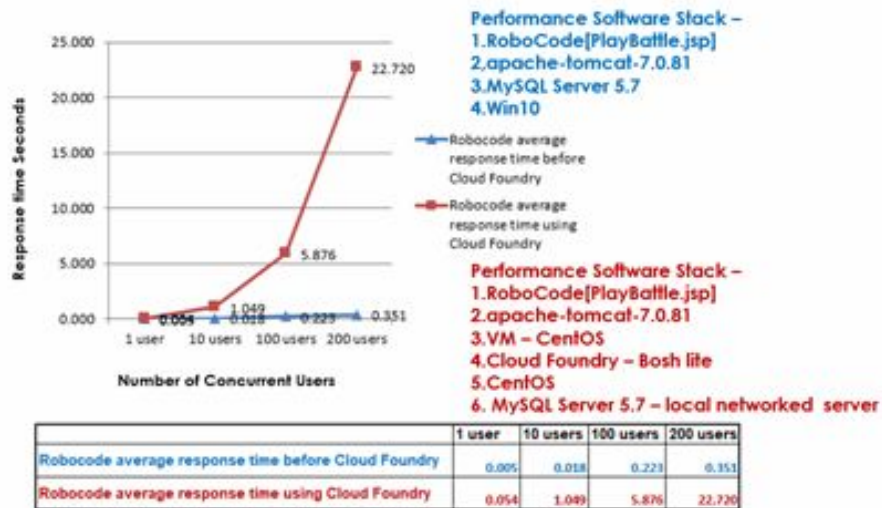 Performance Software Stack –
1.RoboCode[PlayBattle.jsp]
2,apache-tomcat-7.0.81
3.MySQL Server 5.7
4.Win10
25.000
20.000
15.000
10.000
5.000
0.000
Response time Seconds
22.720
5.876
1.049
0.018
0.223
0.351
1 user
10 users
100 users
200 users
Number of Concurrent Users
Robocode average
response time before
Cloud Foundry
Robocode average
response time using
Cloud Foundry
Performance Software Stack –
1.RoboCode[PlayBattle.jsp]
2.apache-tomcat-7.0.81
3.VM – CentOS
4.Cloud Foundry – Bosh lite
5.CentOS
6. MySQL Server 5.7 – local networked server
1 user 10 users 100 users 200 users
Robocode average response time before Cloud Foundry 0.005 0.018 0.223 0.351
Robocode average response time using Cloud Foundry 0.054 1.049 5.876 22.720